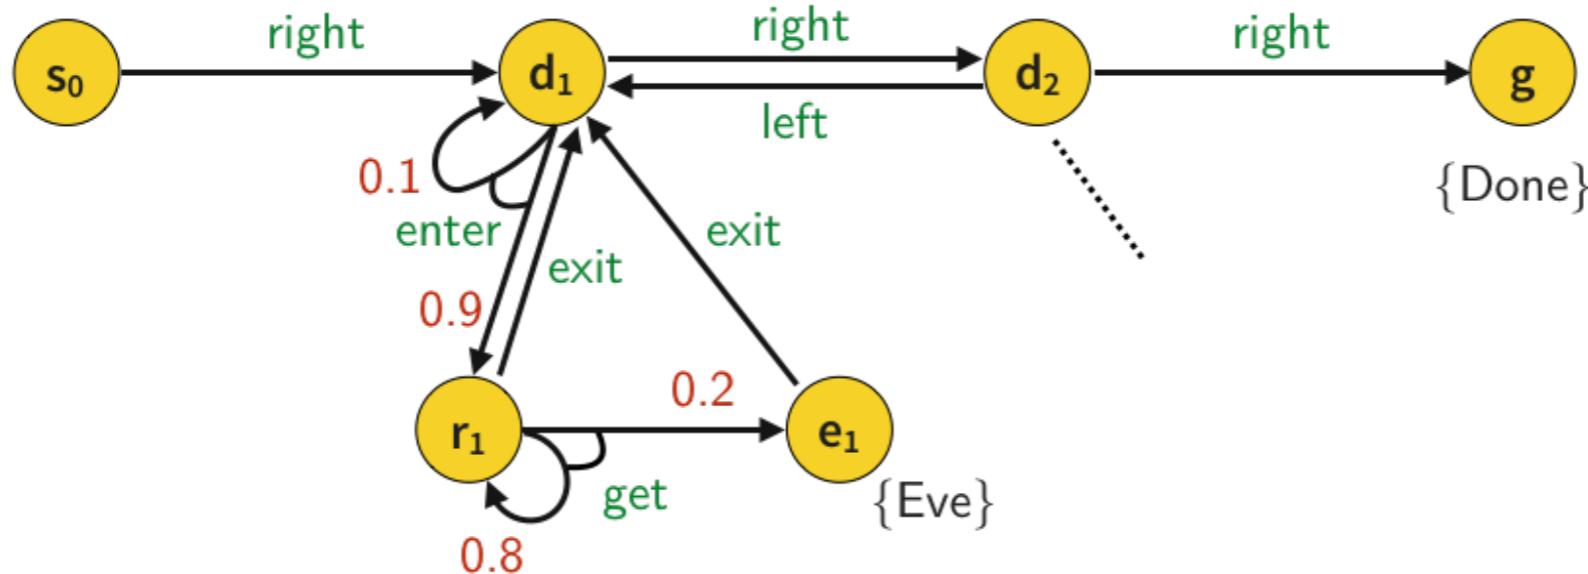 right
right
right
s₀
d₁
d₂
g
left
0.1
{Done}
enter
exit
exit
0.9
0.2
r₁
e₁
get
{Eve}
0.8